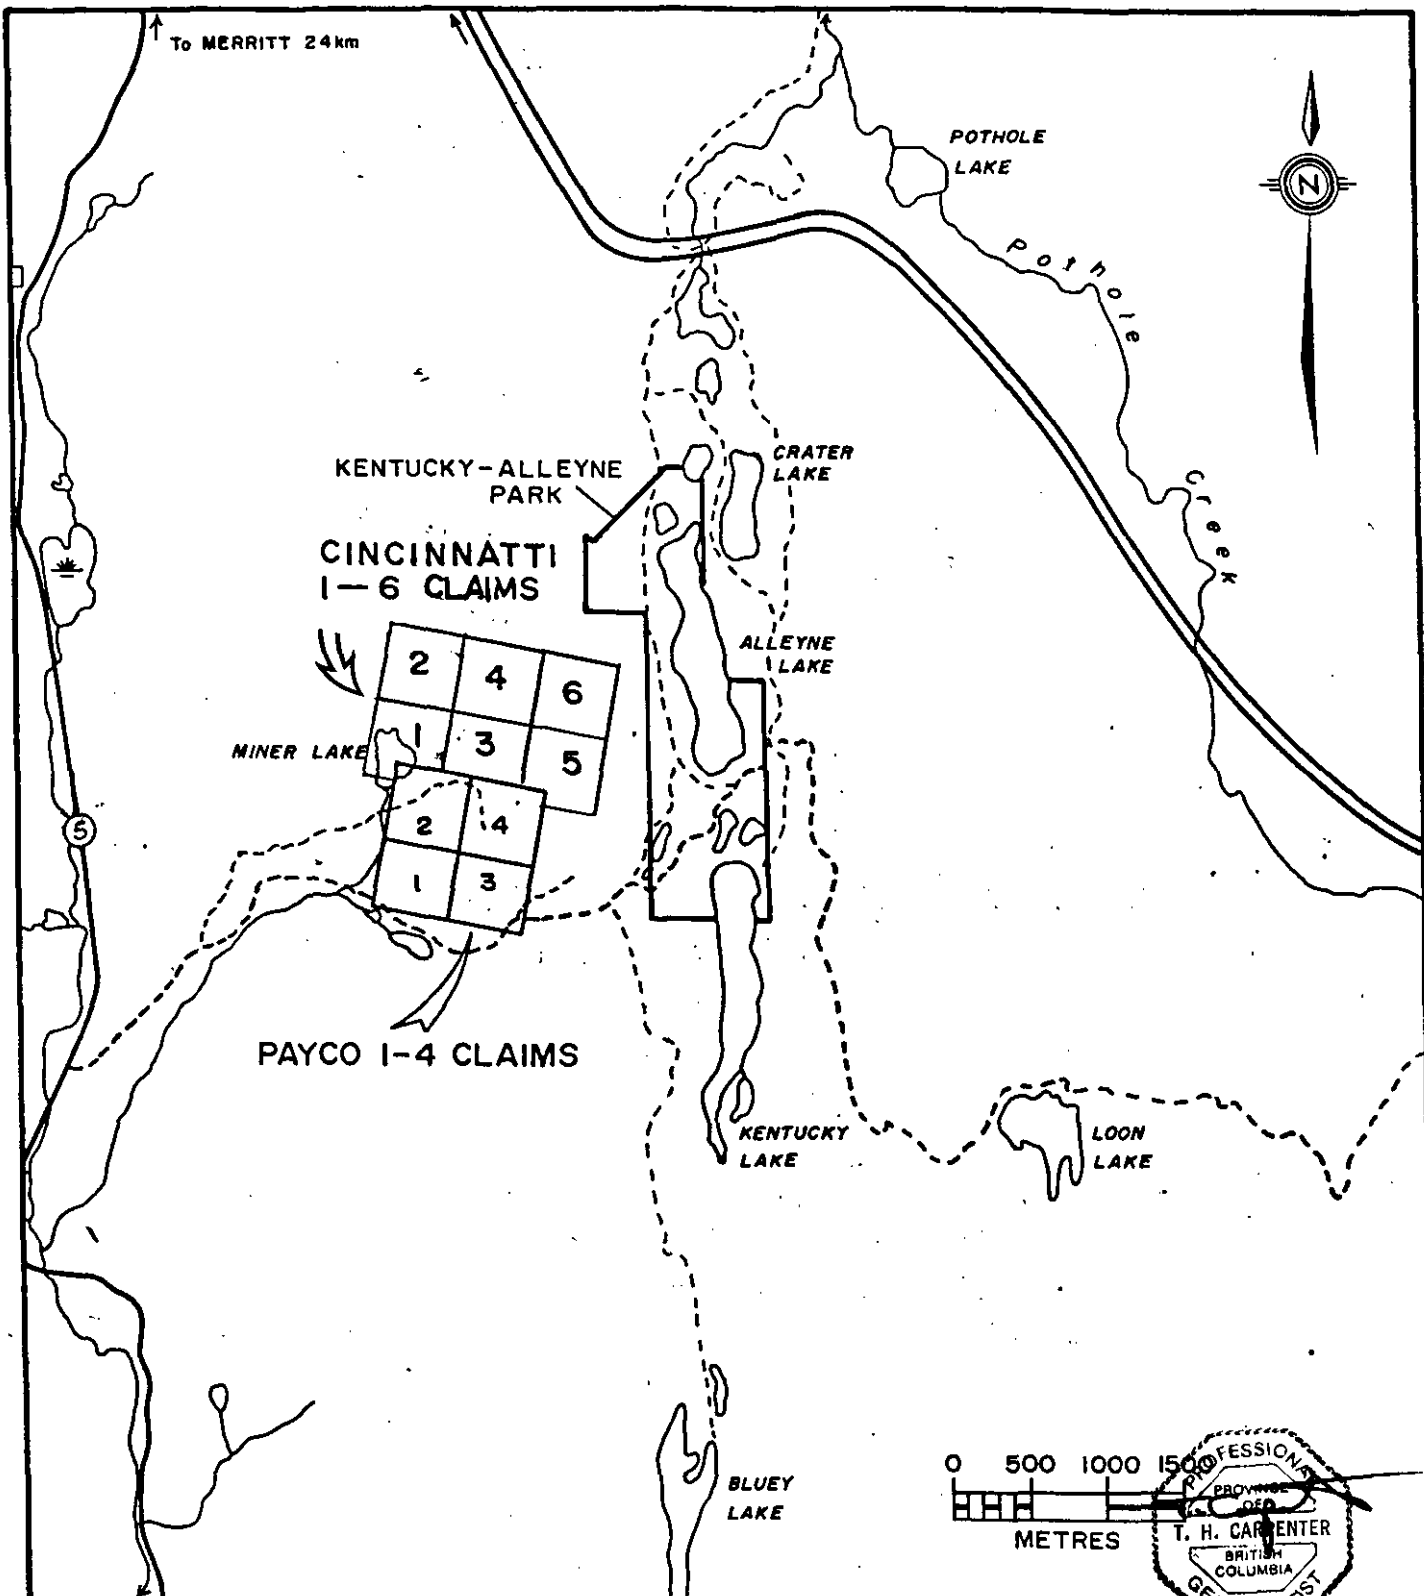 To MERRITT 24km
POTHOLE
LAKE
N
Pothole
Creek
KENTUCKY-ALLEYNE
PARK
CRATER
LAKE
CINCINNATTI
1-6 CLAIMS
2
4
6
1
3
5
ALLEYNE
LAKE
MINER LAKE
5
2
4
1
3
PAYCO 1-4 CLAIMS
KENTUCKY
LAKE
LOON
LAKE
BLUEY
LAKE
0 500 1000 1500
METRES
PROFESSIONAL
PROVINCE
OF
T. H. CARPENTER
BRITISH
COLUMBIA